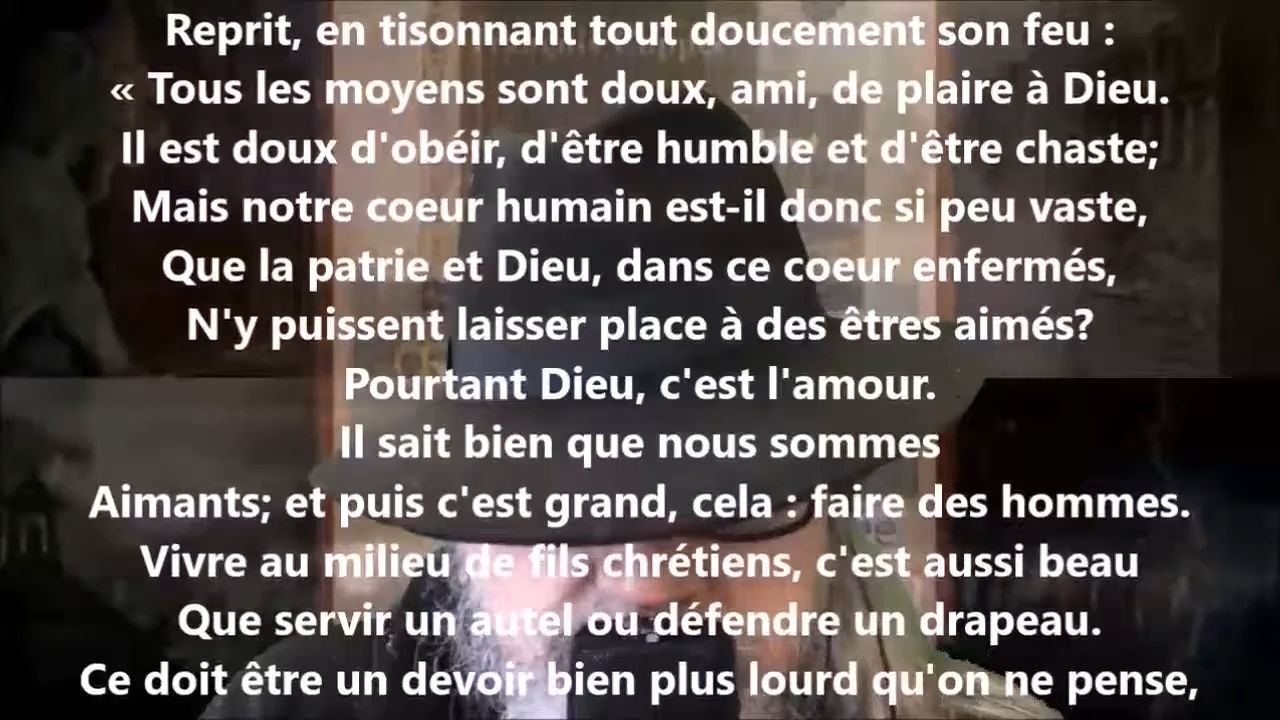 Reprit, en tisonnant tout doucement son feu :
« Tous les moyens sont doux, ami, de plaire à Dieu.
Il est doux d'obéir, d'être humble et d'être chaste;
Mais notre coeur humain est-il donc si peu vaste,
Que la patrie et Dieu, dans ce coeur enfermés,
N'y puissent laisser place à des êtres aimés?
Pourtant Dieu, c'est l'amour.
Il sait bien que nous sommes
Aimants; et puis c'est grand, cela : faire des hommes.
Vivre au milieu de fils chrétiens, c'est aussi beau
Que servir un autel ou défendre un drapeau.
Ce doit être un devoir bien plus lourd qu'on ne pense,